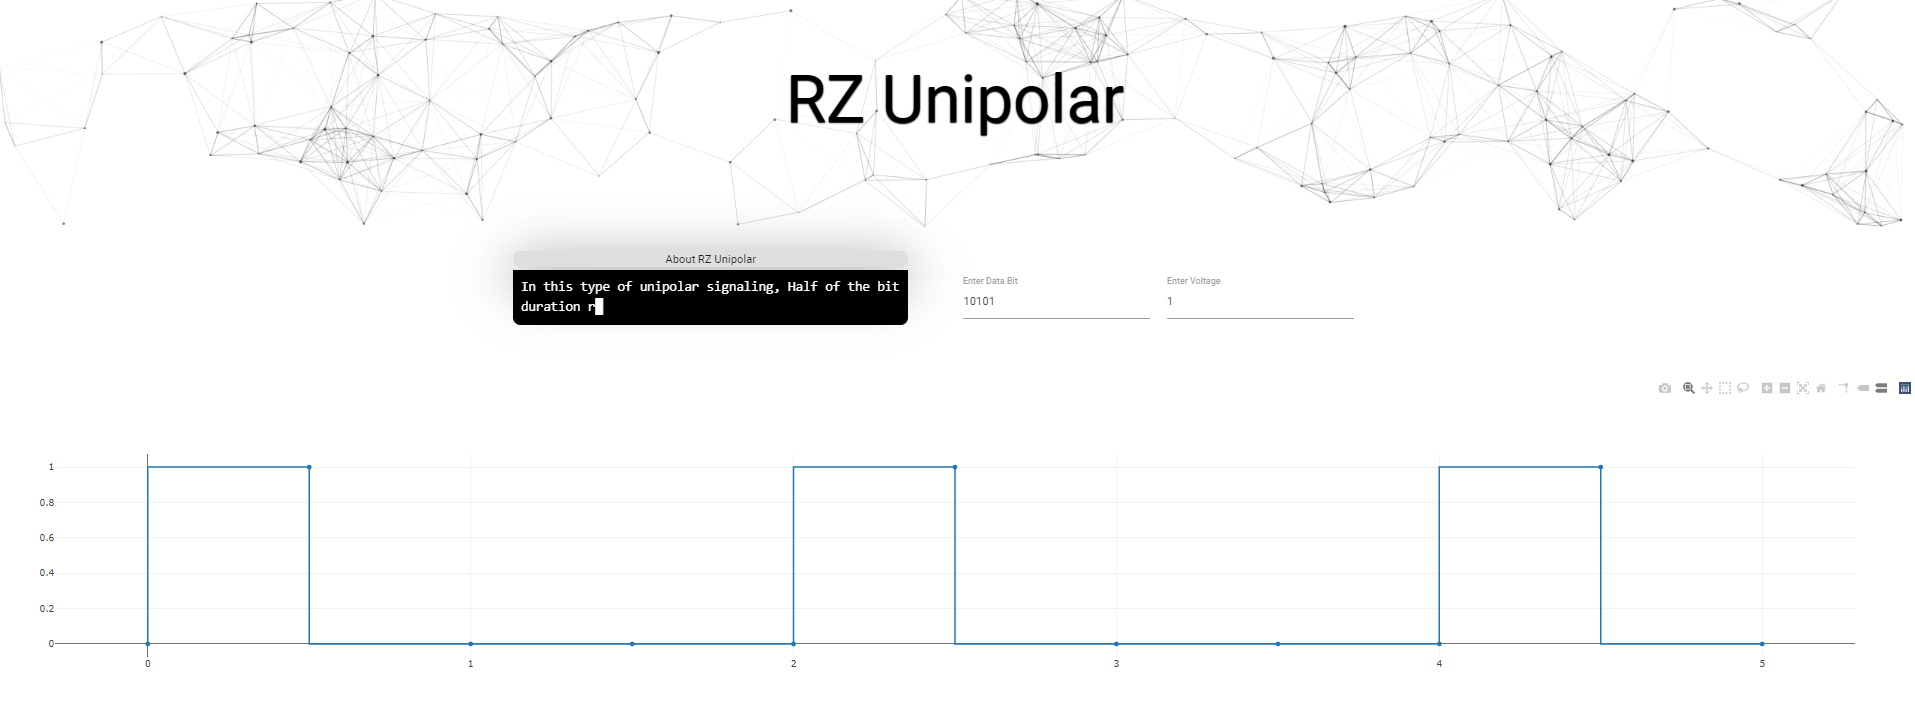 RZ Unipolar
About RZ Unipolar
In this type of unipolar signaling, Half of the bit
duration r
Enter Data Bit
10101
Enter Voltage
1
1
0.8
0.6
0.4
0.2
0
0 1 2 3 4 5